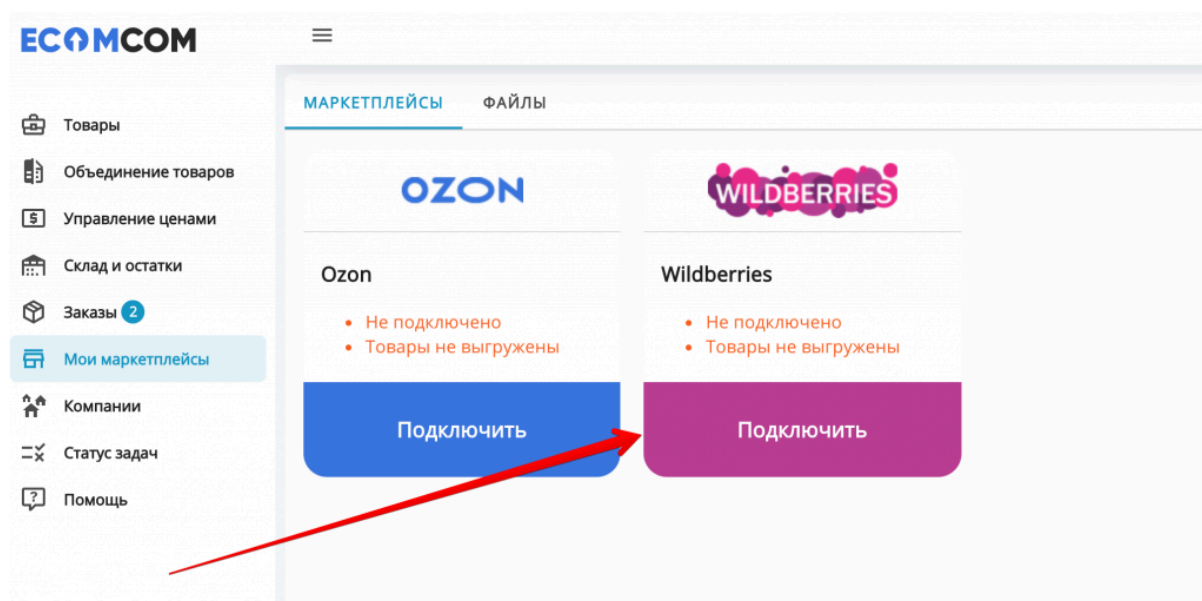 ECOMCOM
Товары
Объединение товаров
Управление ценами
Склад и остатки
Заказы 2
Мои маркетплейсы
Компании
Статус задач
Помощь
МАРКЕТПЛЕЙСЫ ФАЙЛЫ
OZON
Ozon
Не подключено
Товары не выгружены
Подключить
WILDBERRIES
Wildberries
Не подключено
Товары не выгружены
Подключить